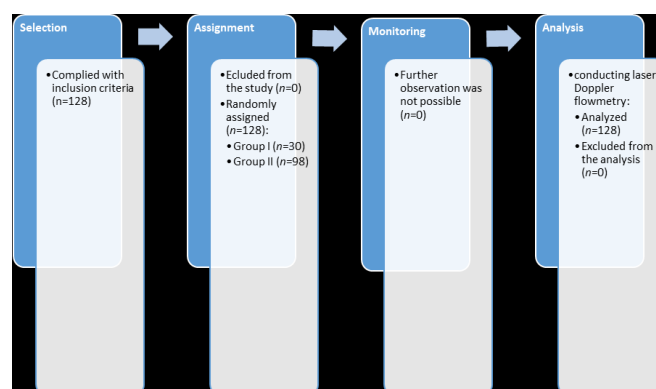 Selection
•Complied with
inclusion criteria
(n=128)
Assignment
•Ecluded from
the study (n=0)
•Randomly
assigned
(n=128):
•Group I (n=30)
•Group II (n=98)
Monitoring
•Further
observation was
not possible
(n=0)
Analysis
•conducting laser
Doppler
flowmetry:
•Analyzed
(n=128)
•Excluded from
the analysis
(n=0)